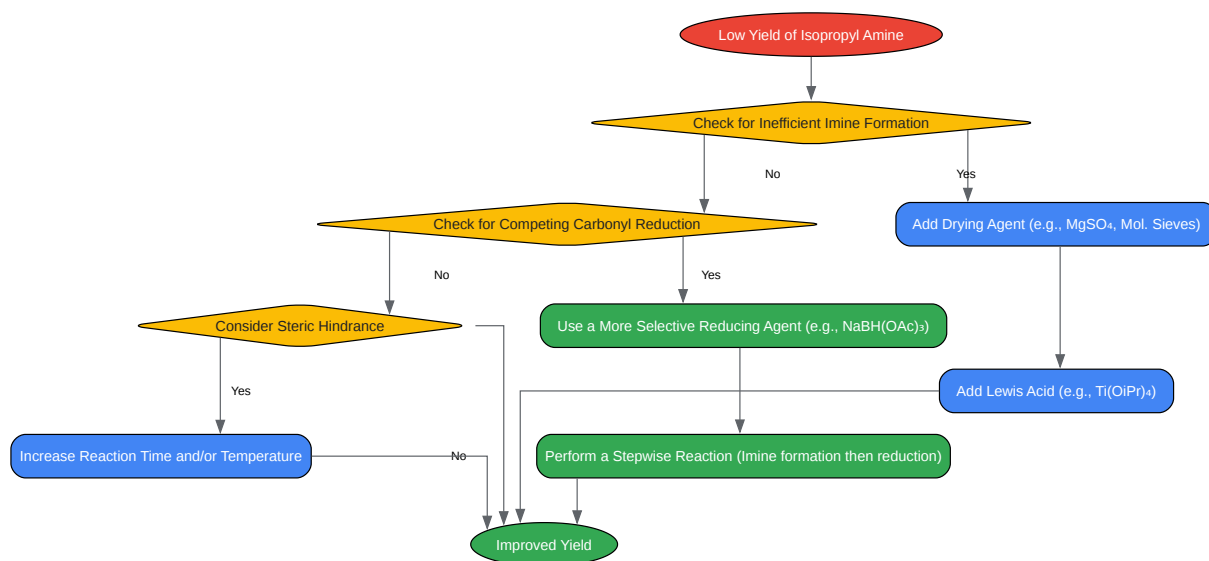 Low Yield of Isopropyl Amine
Check for Inefficient Imine Formation
No
Yes
Check for Competing Carbonyl Reduction
Add Drying Agent (e.g., MgSO₄, Mol. Sieves)
No
Yes
Consider Steric Hindrance
Use a More Selective Reducing Agent (e.g., NaBH(OAc)₃)
Yes
Add Lewis Acid (e.g., Ti(OiPr)₄)
Increase Reaction Time and/or Temperature
No
Perform a Stepwise Reaction (Imine formation then reduction)
Improved Yield